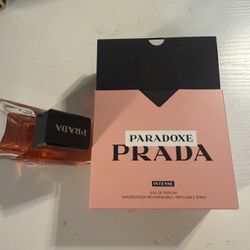 PRADA
PARADOXE
PRADA
INTENSE
EAU DE PARFUM
VAPORISATEUR RECHARGEABLE / REFILLABLE SPRAY